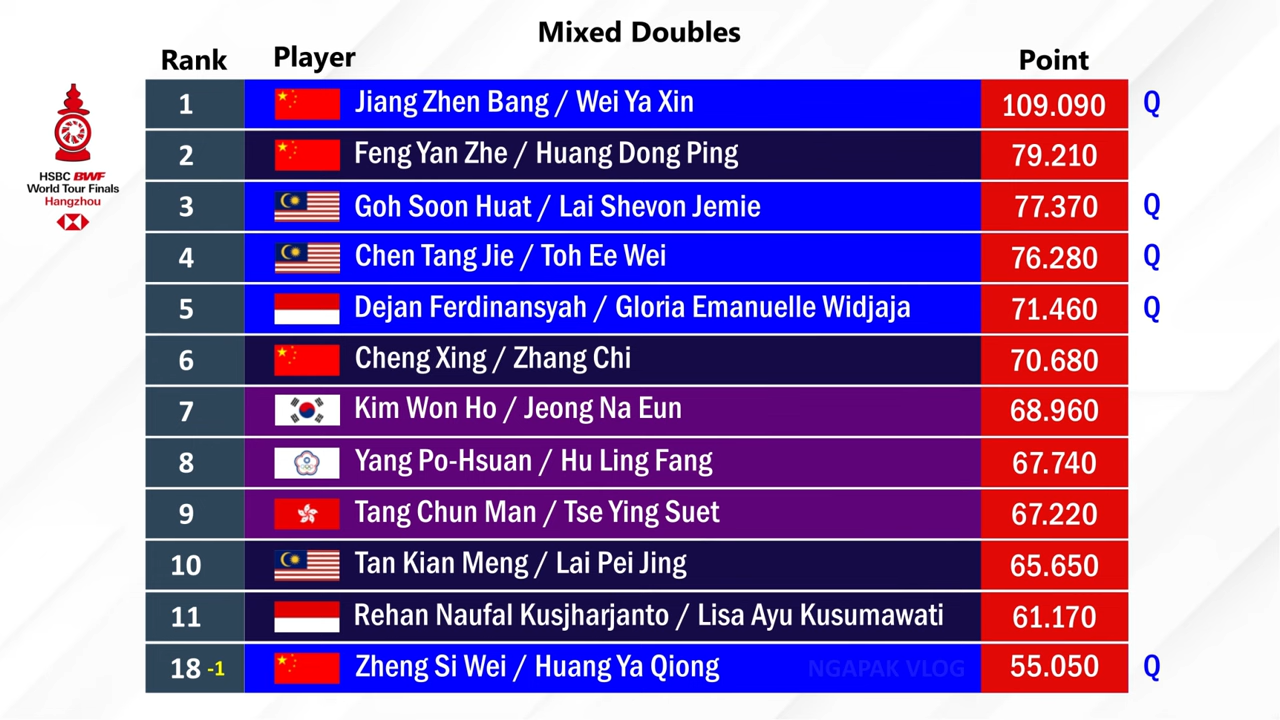 Mixed Doubles
Rank Player Point
1 Jiang Zhen Bang / Wei Ya Xin 109.090 Q
2 Feng Yan Zhe / Huang Dong Ping 79.210
3 Goh Soon Huat / Lai Shevon Jemie 77.370 Q
4 Chen Tang Jie / Toh Ee Wei 76.280 Q
5 Dejan Ferdinansyah / Gloria Emanuelle Widjaja 71.460 Q
6 Cheng Xing / Zhang Chi 70.680
7 Kim Won Ho / Jeong Na Eun 68.960
8 Yang Po-Hsuan / Hu Ling Fang 67.740
9 Tang Chun Man / Tse Ying Suet 67.220
10 Tan Kian Meng / Lai Pei Jing 65.650
11 Rehan Naufal Kusjharjanto / Lisa Ayu Kusumawati 61.170
18 -1 Zheng Si Wei / Huang Ya Qiong NGAPAK VLOG 55.050 Q
HSBC BWF
World Tour Finals
Hangzhou